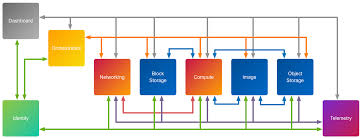 Dashboard
Orchestration
Networking
Block
Storage
Compute
Image
Object
Storage
Identity
Telemetry